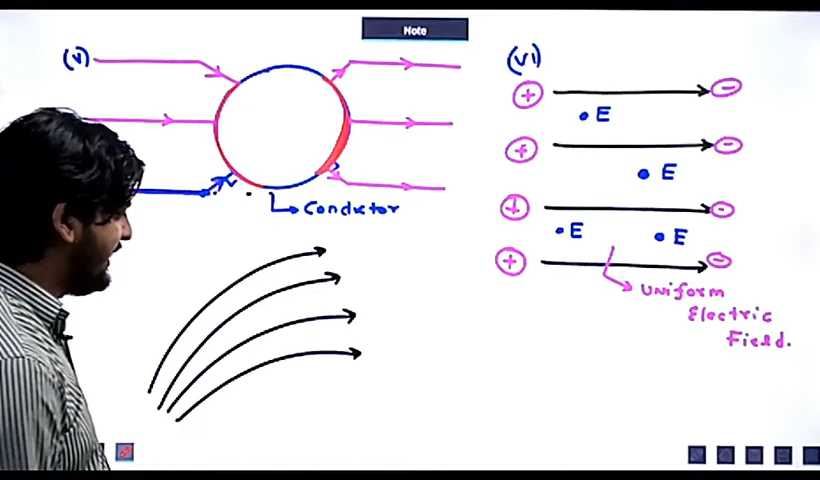 Note
(V)
Conductor
(VI)
+ -
E
+ -
E
+ -
E E
+ -
Uniform
Electric
Field.